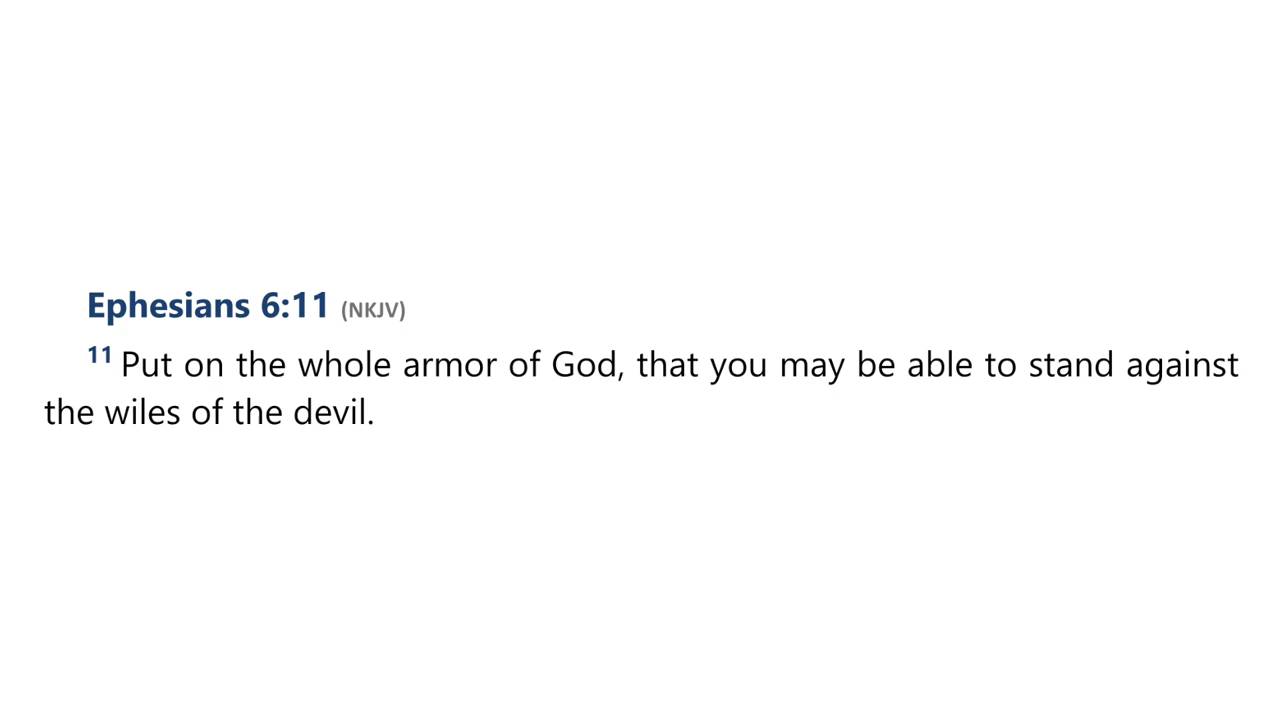 Ephesians 6:11 (NKJV)
11 Put on the whole armor of God, that you may be able to stand against
the wiles of the devil.